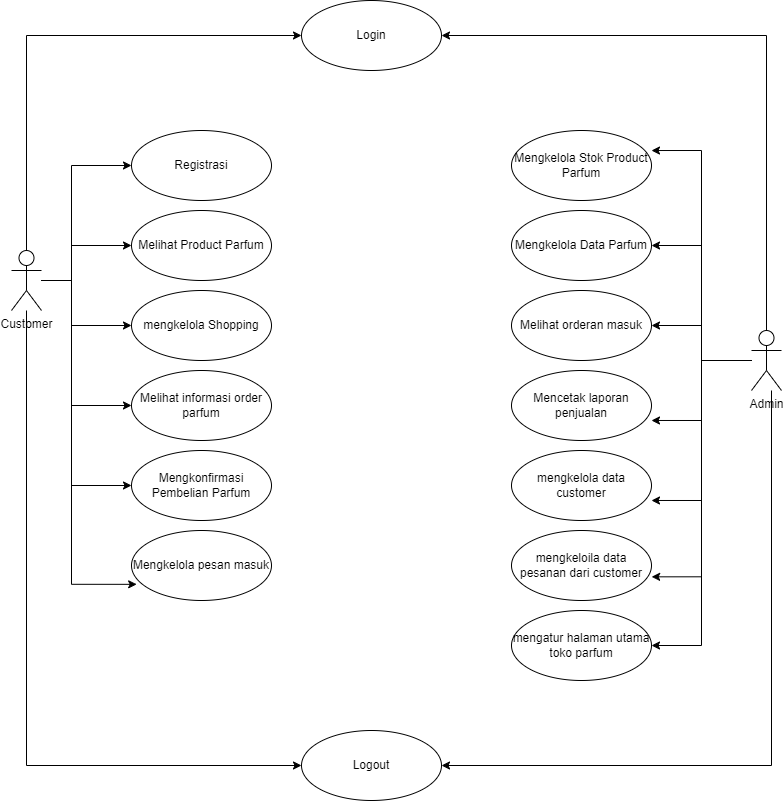 Login
Registrasi
Melihat Product Parfum
mengkelola Shopping
Melihat informasi order
parfum
Mengkonfirmasi
Pembelian Parfum
Mengkelola pesan masuk
Customer
Mengkelola Stok Product
Parfum
Mengkelola Data Parfum
Melihat orderan masuk
Mencetak laporan
penjualan
mengkelola data
customer
mengkeloila data
pesanan dari customer
mengatur halaman utama
toko parfum
Admin
Logout